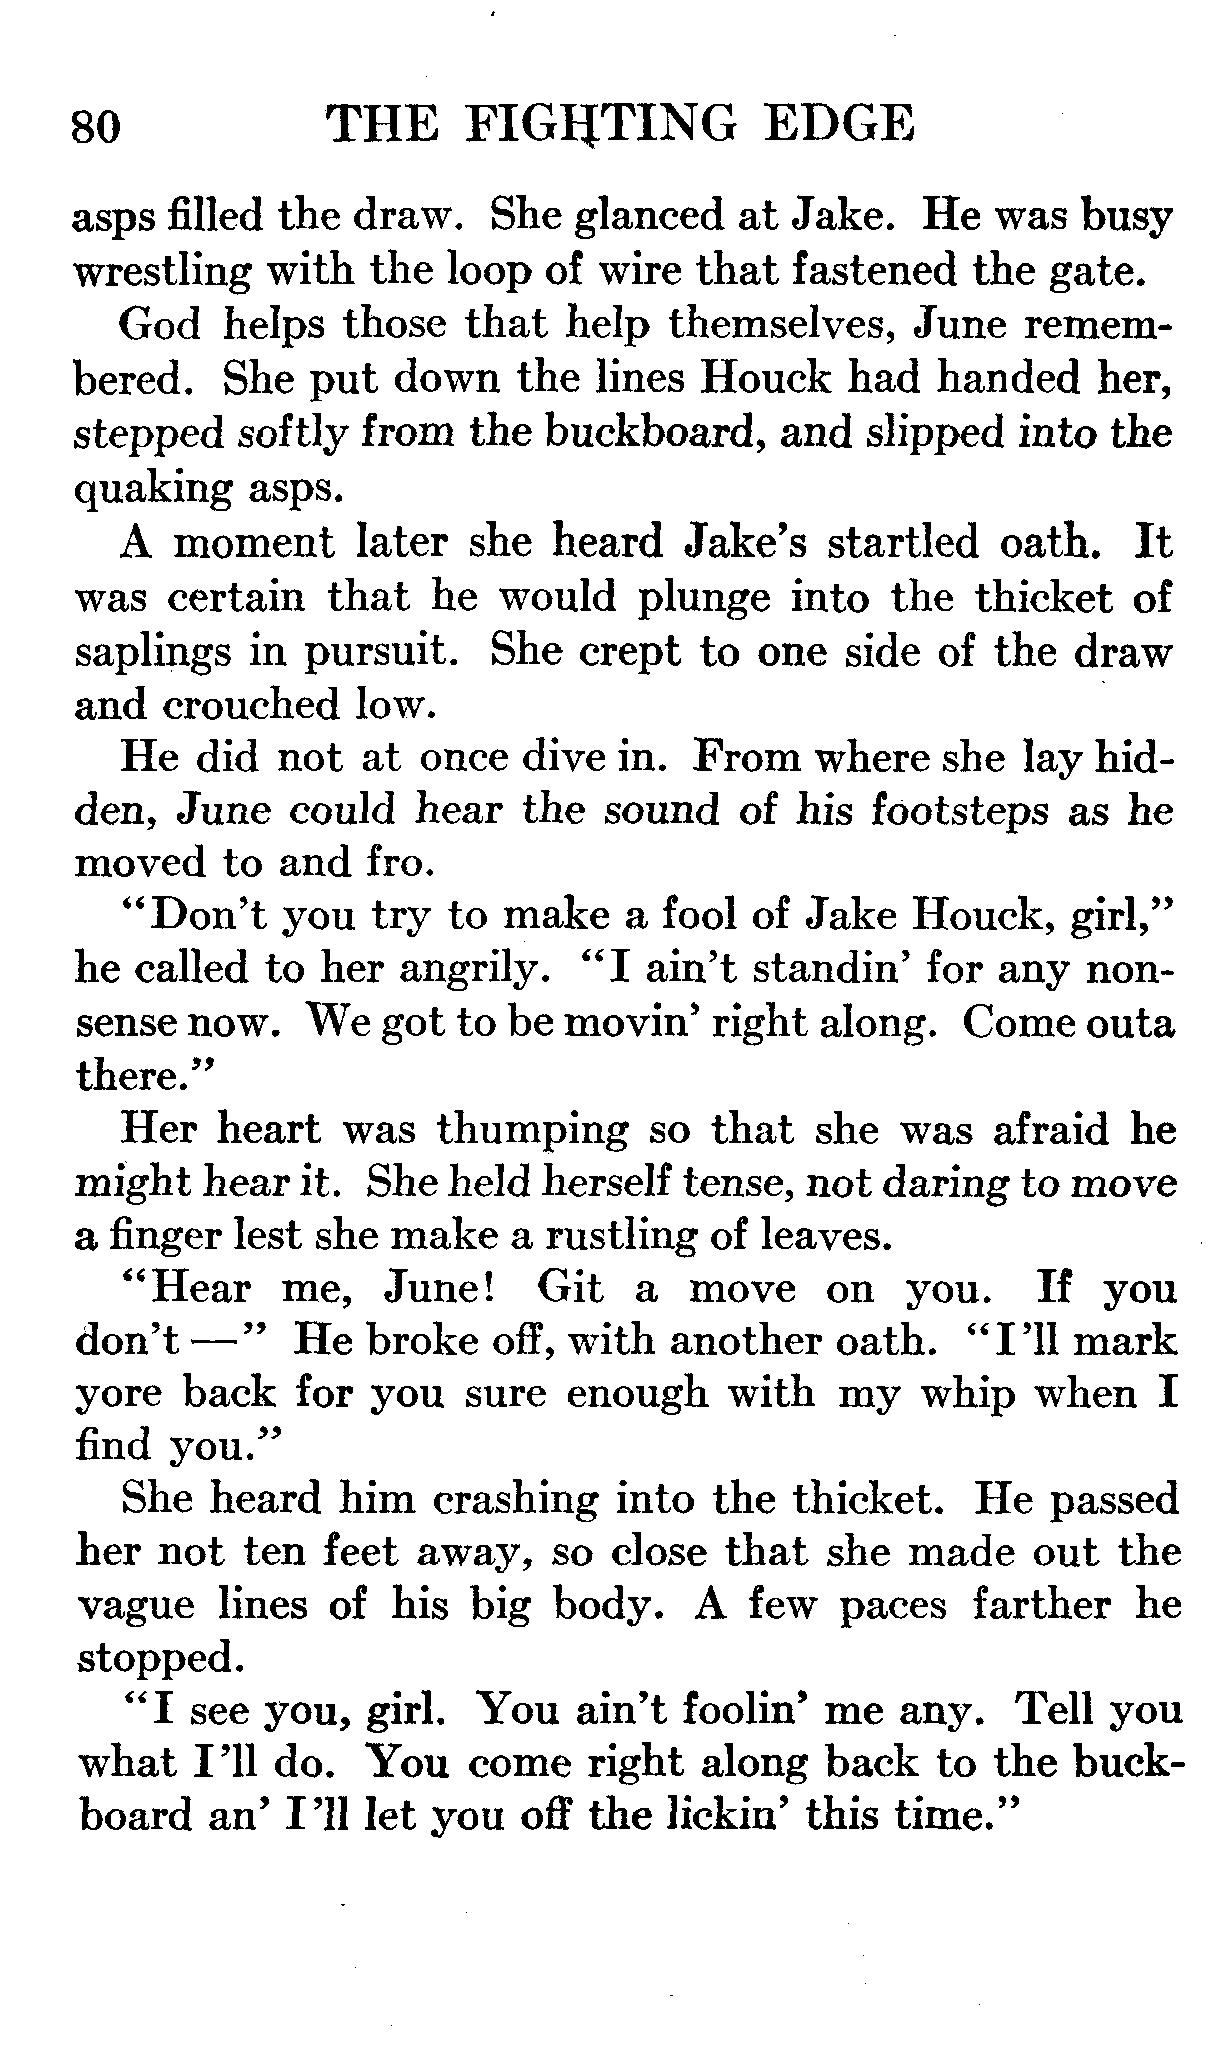 80 THE FIGHTING EDGE
asps filled the draw. She glanced at Jake. He was busy
wrestling with the loop of wire that fastened the gate.
God helps those that help themselves, June remem-
bered. She put down the lines Houck had handed her,
stepped softly from the buckboard, and slipped into the
quaking asps.
A moment later she heard Jake's startled oath. It
was certain that he would plunge into the thicket of
saplings in pursuit. She crept to one side of the draw
and crouched low.
He did not at once dive in. From where she lay hid-
den, June could hear the sound of his footsteps as he
moved to and fro.
"Don't you try to make a fool of Jake Houck, girl,"
he called to her angrily. "I ain't standin' for any non-
sense now. We got to be movin' right along. Come outa
there."
Her heart was thumping so that she was afraid he
might hear it. She held herself tense, not daring to move
a finger lest she make a rustling of leaves.
"Hear me, June! Git a move on you. If you
don't —" He broke off, with another oath. "I'll mark
yore back for you sure enough with my whip when I
find you."
She heard him crashing into the thicket. He passed
her not ten feet away, so close that she made out the
vague lines of his big body. A few paces farther he
stopped.
"I see you, girl. You ain't foolin' me any. Tell you
what I'll do. You come right along back to the buck-
board an' I'll let you off the lickin' this time."